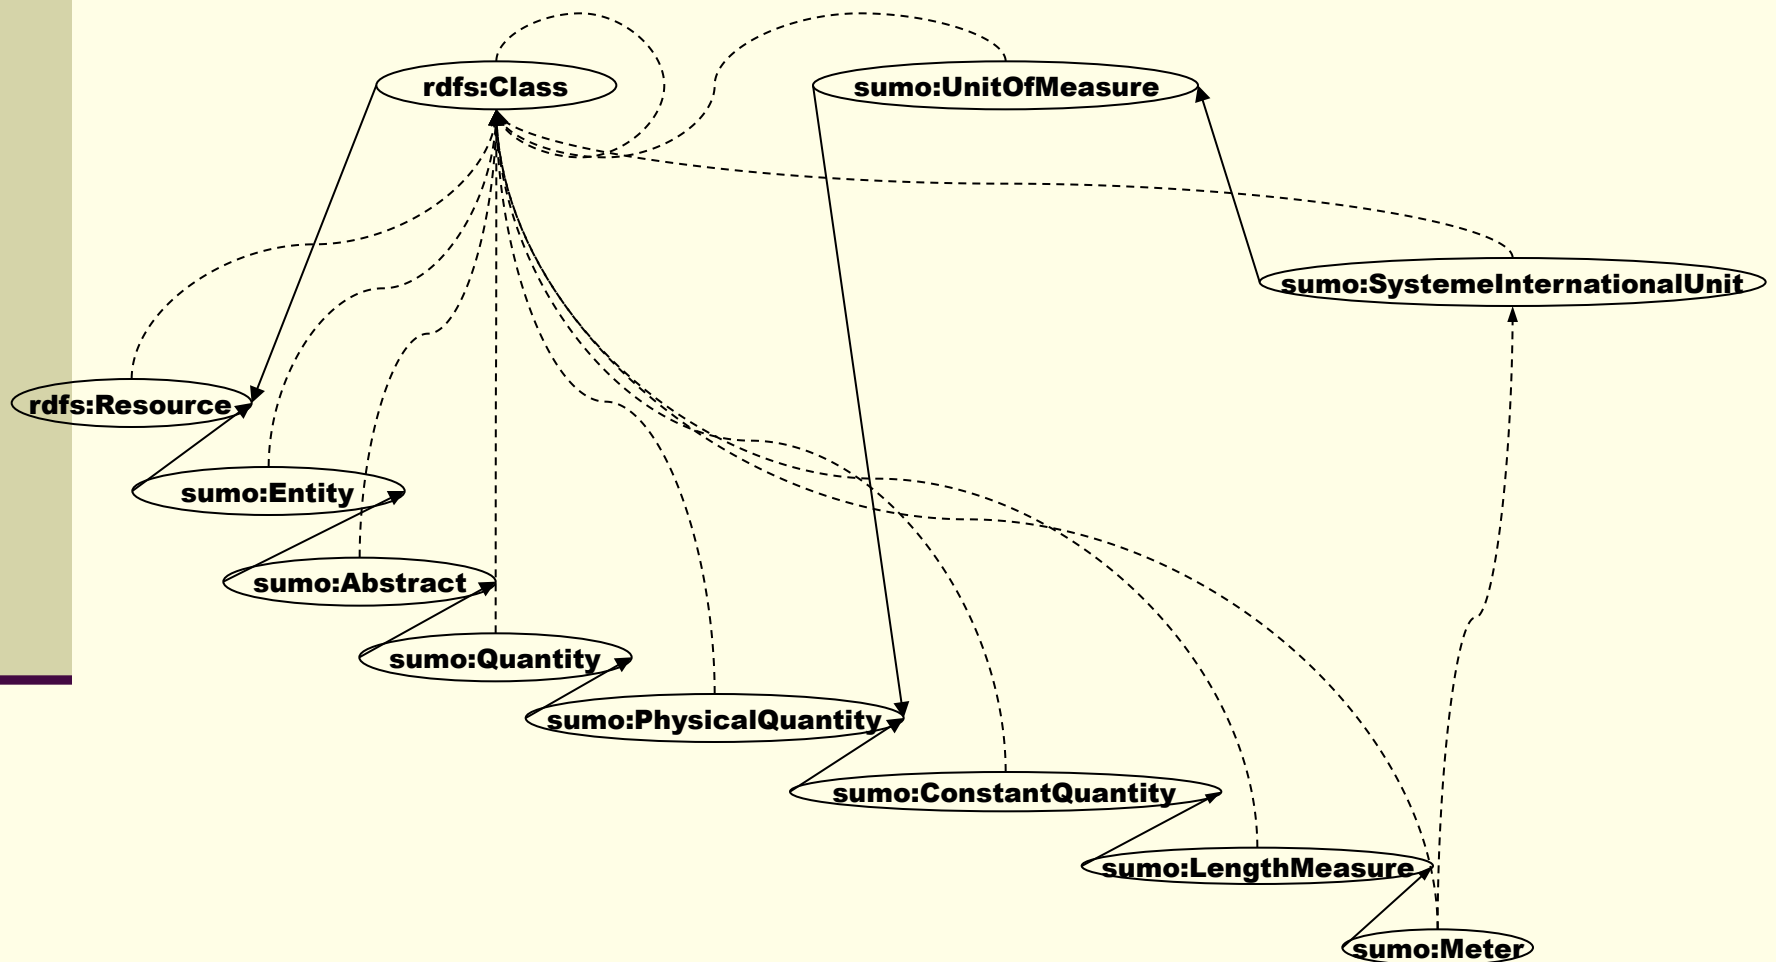 rdfs:Class
sumo:UnitOfMeasure
sumo:SystemeInternationalUnit
rdfs:Resource
sumo:Entity
sumo:Abstract
sumo:Quantity
sumo:PhysicalQuantity
sumo:ConstantQuantity
sumo:LengthMeasure
sumo:Meter